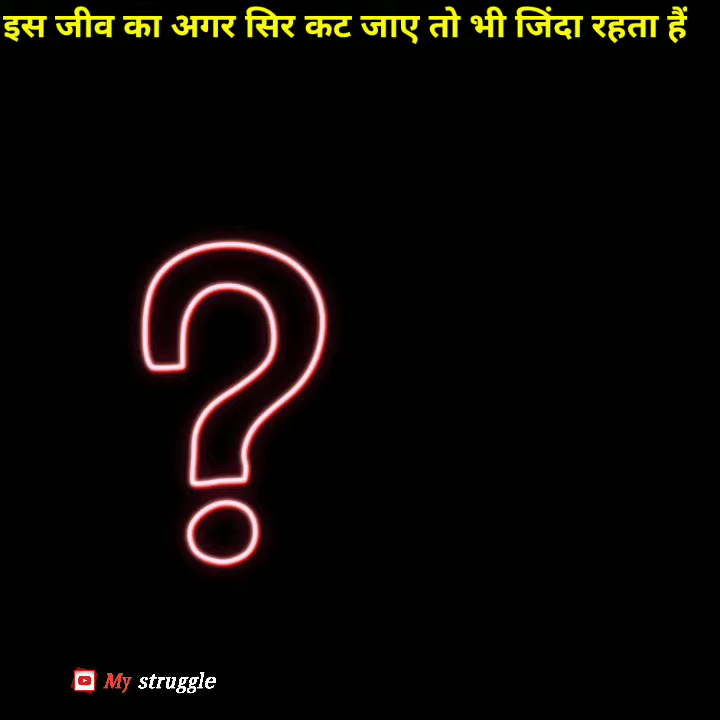 इस जीव का अगर सिर कट जाए तो भी जिंदा रहता हैं
?
My struggle